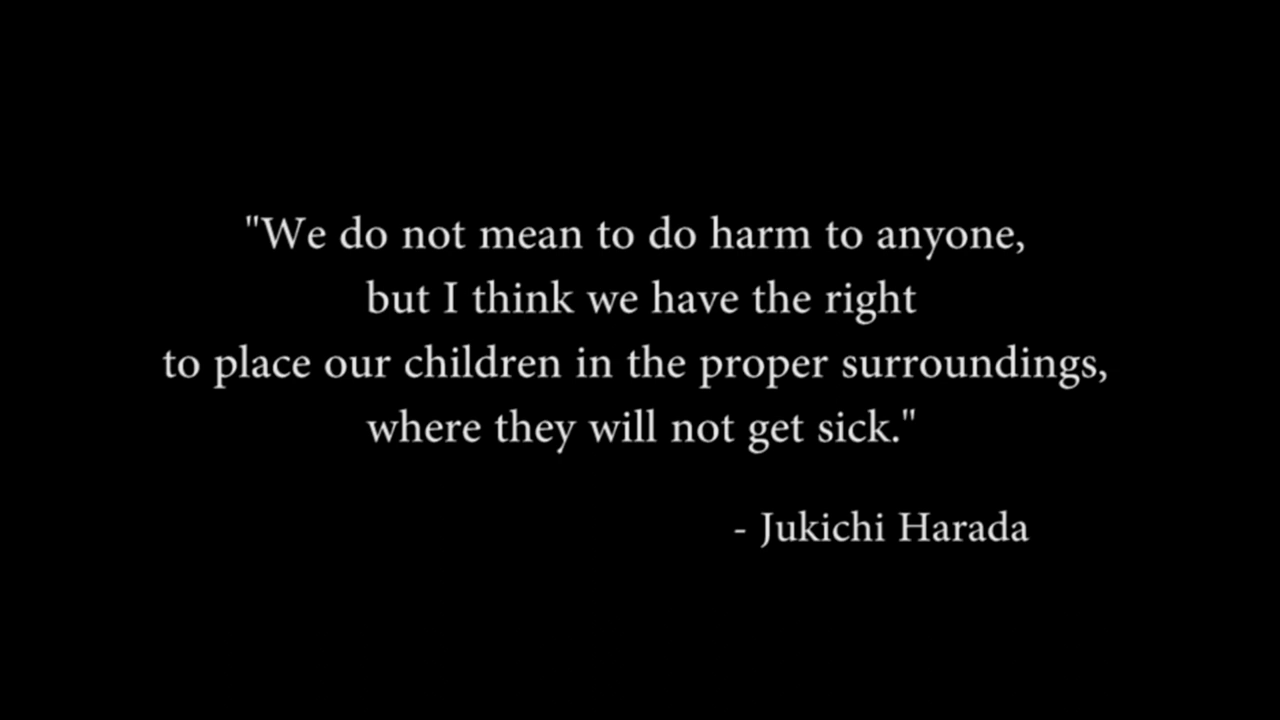 "We do not mean to do harm to anyone,
but I think we have the right
to place our children in the proper surroundings,
where they will not get sick."
- Jukichi Harada